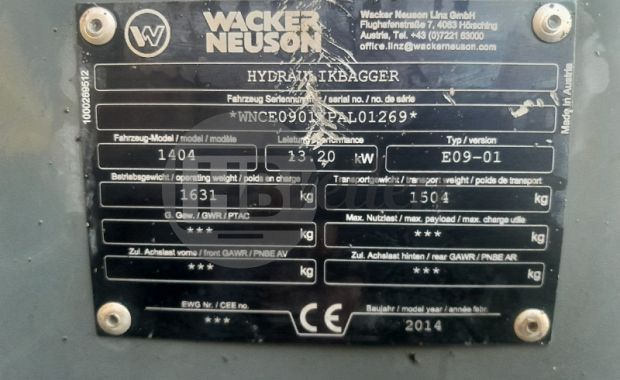 WACKER
NEUSON
Wacker Neuson Linz GmbH
Flughafenstraße 7, 4063 Hörsching
Austria, Tel. +43 (0)7221 63000
office.linz@wackerneuson.com
HYDRAULIKBAGGER
Fahrzeug Seriennummer / serial no. / no. de série
*WNCE0901 PAL01269*
Fahrzeug-Model / model / modèle
Leistung
Typ / version
1404
13,20 kW
E09-01
Betriebsgewicht / operating weight / poids en charge
Transportgewicht / transport weight / poids de transport
1631 kg
1504 kg
G. Gew. / GWR / PTAC
Max. Nutzlast / max. payload / max. charge utile
*** kg
*** kg
Zul. Achslast vorne / front GAWR / PNBE AV
Zul. Achslast hinten / rear GAWR / PNBE AR
*** kg
*** kg
EWG Nr. / CEE no.
Baujahr / model year / année fabr.
***
CE
2014
1000269512
Made in Austria